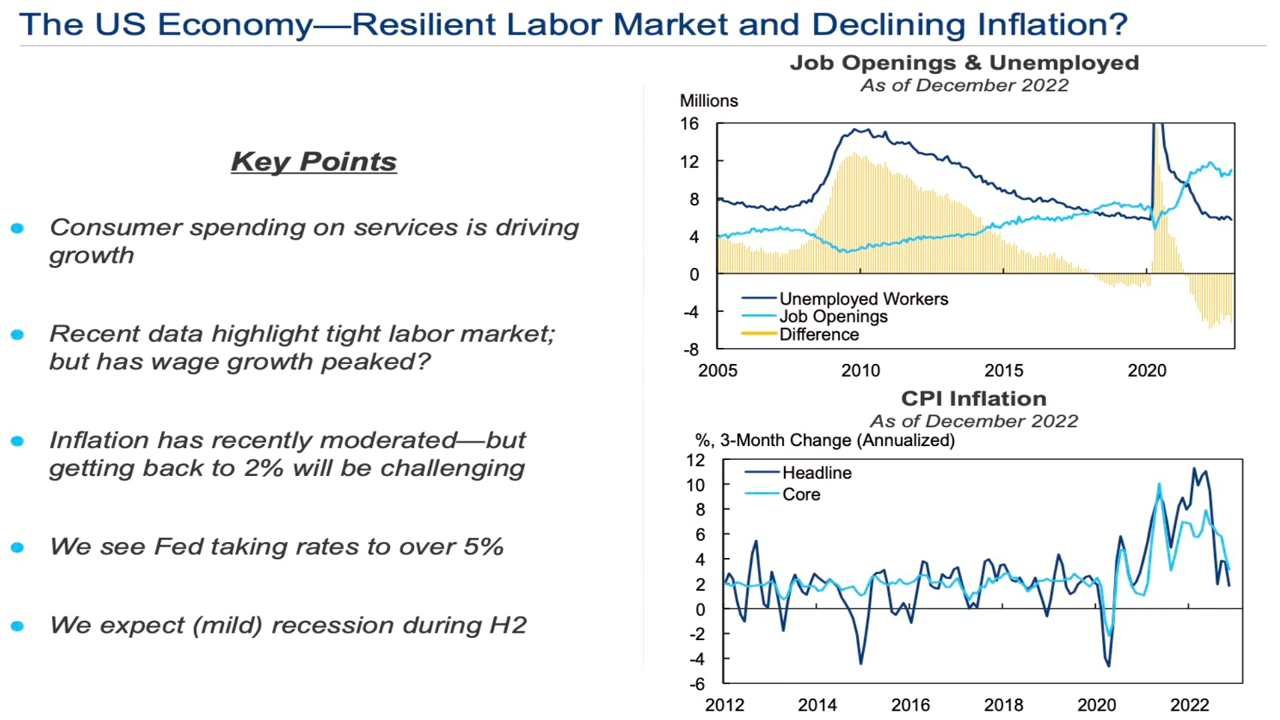 The US Economy—Resilient Labor Market and Declining Inflation?
Key Points
Consumer spending on services is driving
growth
Recent data highlight tight labor market;
but has wage growth peaked?
Inflation has recently moderated—but
getting back to 2% will be challenging
We see Fed taking rates to over 5%
We expect (mild) recession during H2
Job Openings & Unemployed
As of December 2022
Millions
16
12
8
4
0
-4
-8
Unemployed Workers
Job Openings
Difference
2005 2010 2015 2020
CPI Inflation
As of December 2022
%, 3-Month Change (Annualized)
12
10
8
6
4
2
0
-2
-4
-6
Headline
Core
2012 2014 2016 2018 2020 2022